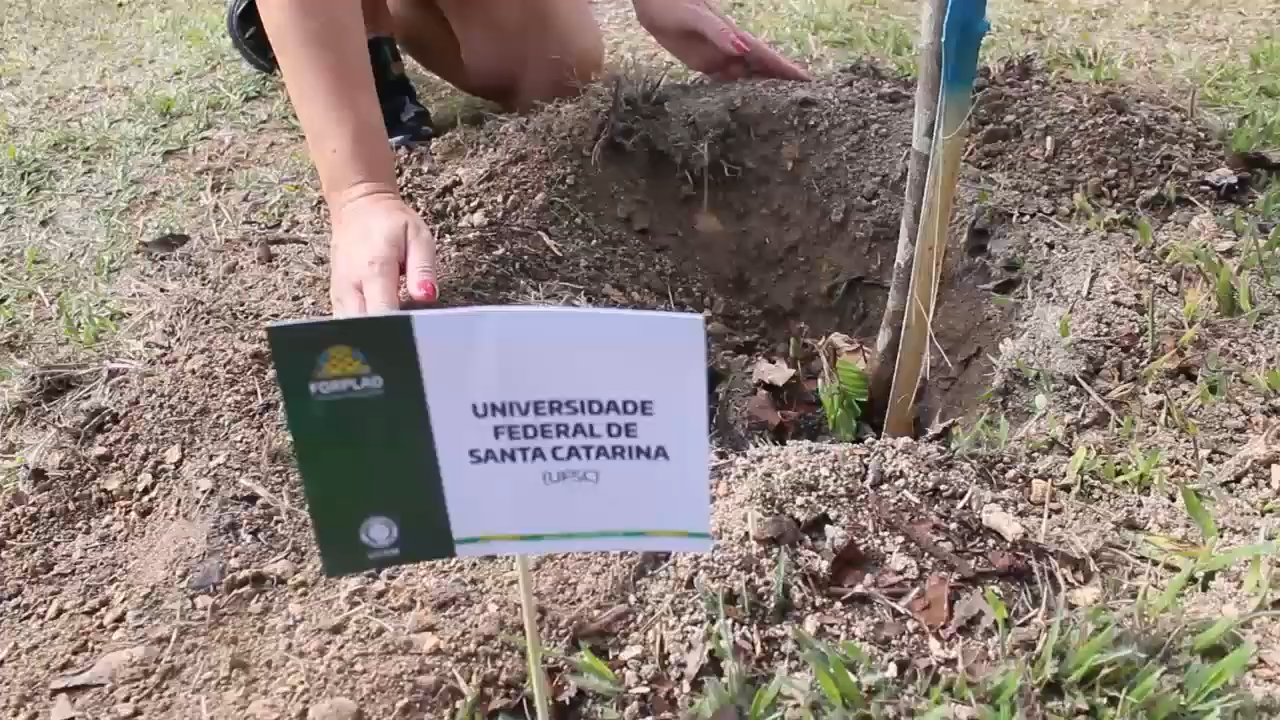 FORPLAD
UNIVERSIDADE
FEDERAL DE
SANTA CATARINA
(UFSC)